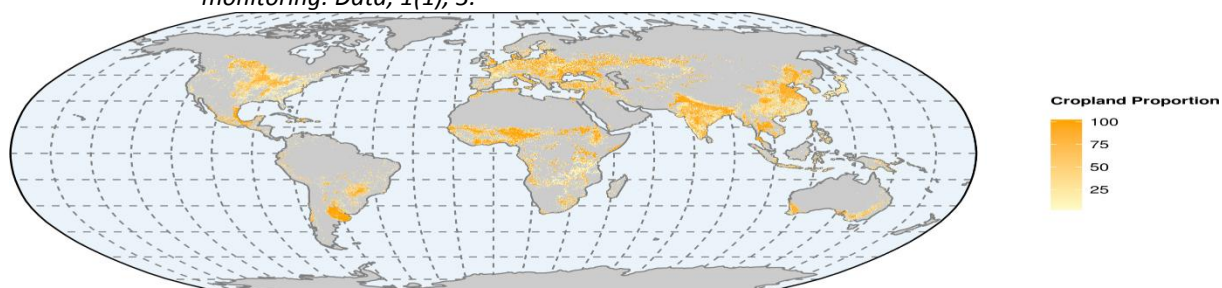 monitoring. Data, 1(1), 3.
Cropland Proportion
100
75
50
25